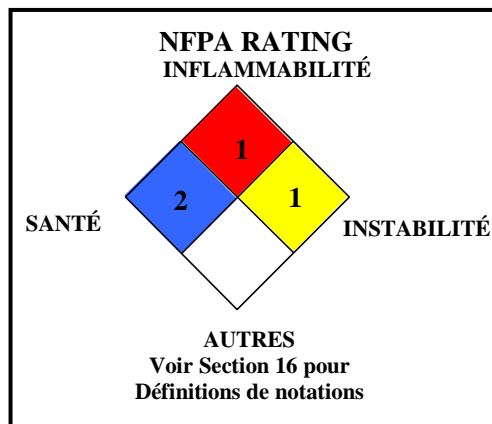 NFPA RATING
INFLAMMABILITÉ
1
2
1
SANTÉ
INSTABILITÉ
AUTRES
Voir Section 16 pour
Définitions de notations